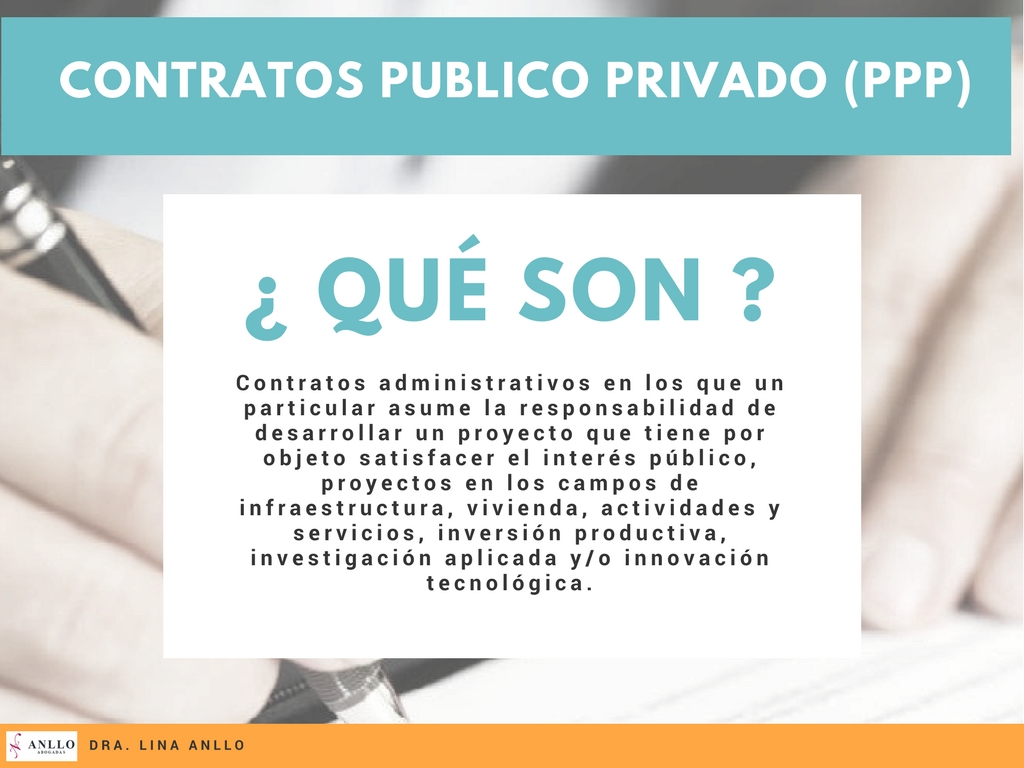 CONTRATOS PUBLICO PRIVADO (PPP)
¿ QUÉ SON ?
Contratos administrativos en los que un
particular asume la responsabilidad de
desarrollar un proyecto que tiene por
objeto satisfacer el interés público,
proyectos en los campos de
infraestructura, vivienda, actividades y
servicios, inversión productiva,
investigación aplicada y/o innovación
tecnológica.
ANLLO
ABOGADAS
DRA. LINA ANLLO